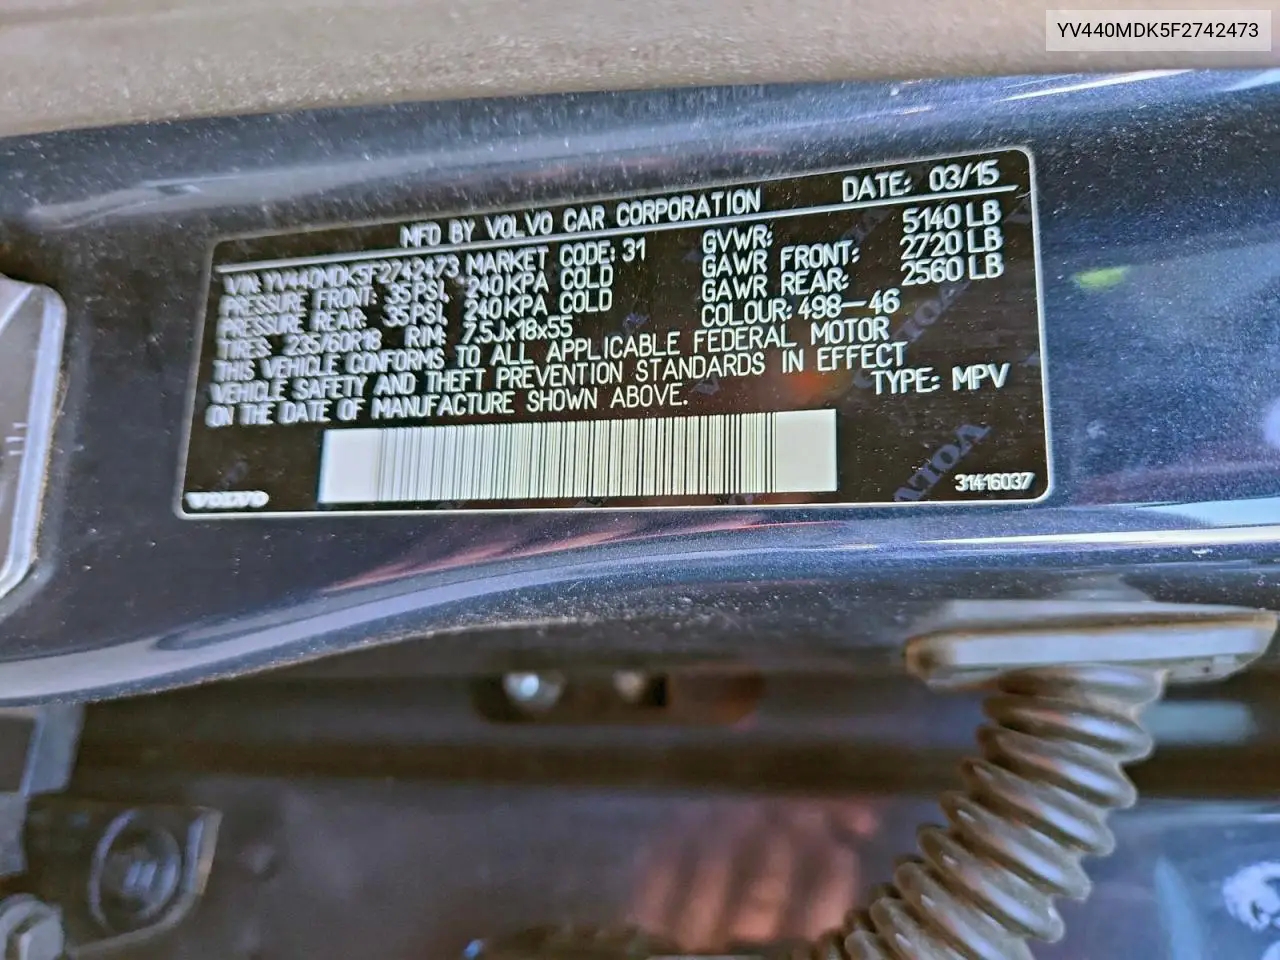 YV440MDK5F2742473
MFD BY VOLVO CAR CORPORATION DATE: 03/15
VIN: YV440MDK5F2742473 MARKET CODE: 31 GVWR: 5140 LB
PRESSURE FRONT: 35 PSI, 240 KPA COLD GAWR FRONT: 2720 LB
PRESSURE REAR: 35 PSI, 240 KPA COLD GAWR REAR: 2560 LB
TIRES 235/60R18 RIM: 7.5Jx18x55 COLOUR: 498-46
THIS VEHICLE CONFORMS TO ALL APPLICABLE FEDERAL MOTOR
VEHICLE SAFETY AND THEFT PREVENTION STANDARDS IN EFFECT
ON THE DATE OF MANUFACTURE SHOWN ABOVE. TYPE: MPV
VOLVO 31416037